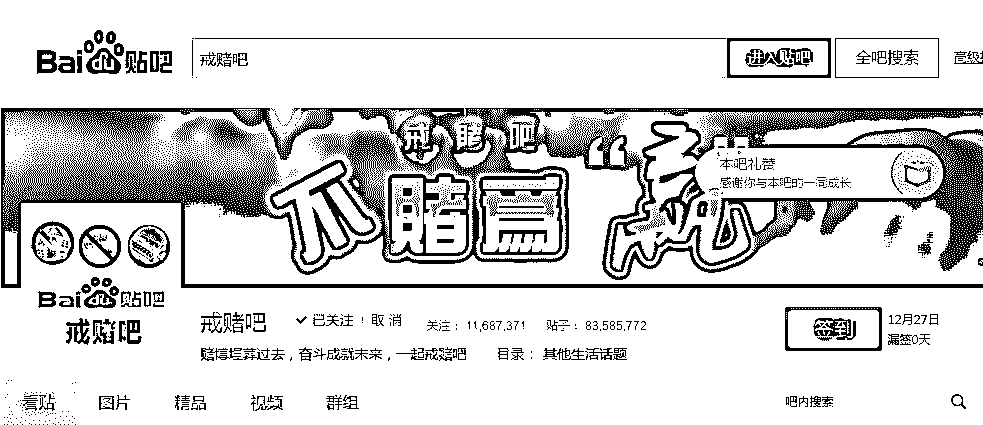 Bai du 贴吧
戒赌吧
进入贴吧
全吧搜索
高级
戒赌吧
不赌为"赢"
本吧礼赞
感谢你与本吧的一同成长
Bai du 贴吧
戒赌吧
戒赌吧
已关注 | 取消
关注： 11,687,371
贴子： 83,585,772
赌博埋葬过去，奋斗成就未来，一起戒赌吧
目录： 其他生活话题
签到
12月27日
漏签0天
看贴 图片 精品 视频 群组
吧内搜索